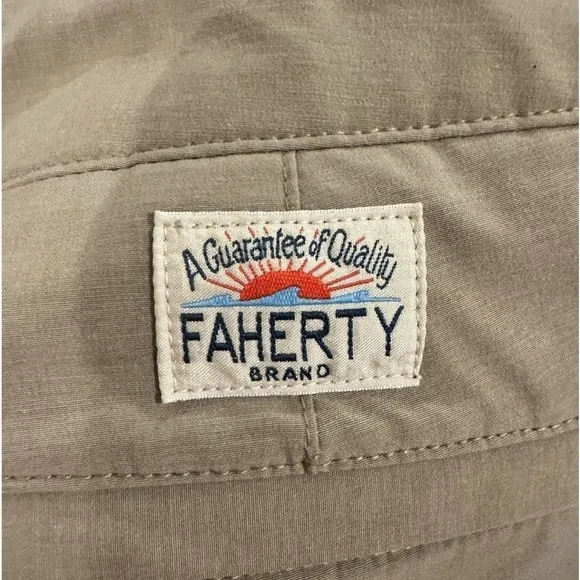 A Guarantee of Quality
FAHERTY
BRAND